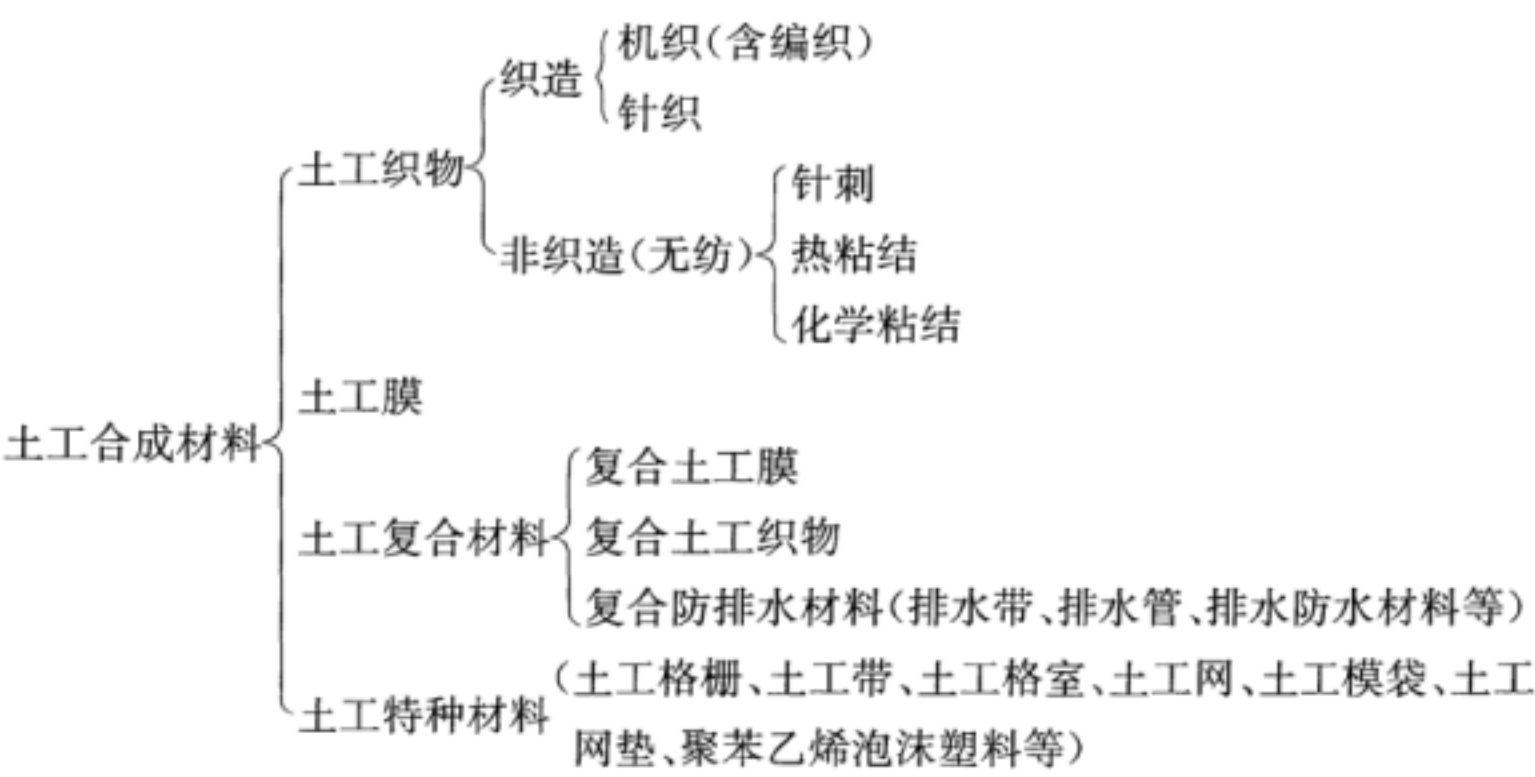 机织(含编织)
织造
针织
土工织物
针刺
非织造(无纺)
热粘结
化学粘结
土工膜
土工合成材料
复合土工膜
土工复合材料
复合土工织物
复合防排水材料(排水带、排水管、排水防水材料等)
土工特种材料
(土工格栅、土工带、土工格室、土工网、土工模袋、土工
网垫、聚苯乙烯泡沫塑料等)